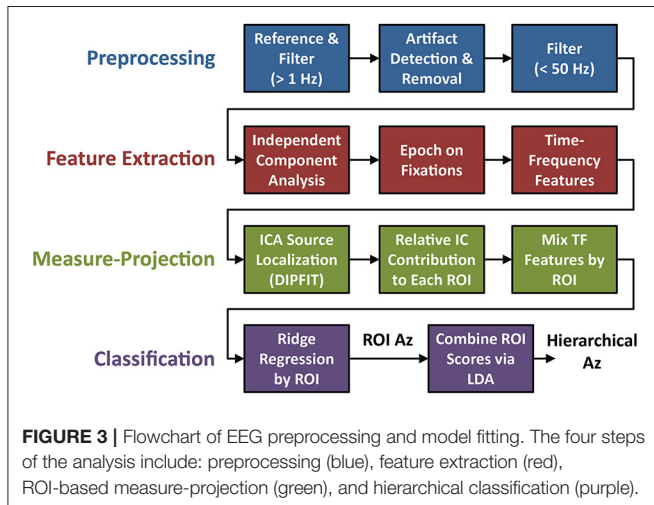 Preprocessing
Reference &
Filter
(> 1 Hz)
Artifact
Detection &
Removal
Filter
(< 50 Hz)
Feature Extraction
Independent
Component
Analysis
Epoch on
Fixations
Time-
Frequency
Features
Measure-Projection
ICA Source
Localization
(DIPFIT)
Relative IC
Contribution
to Each ROI
Mix TF
Features by
ROI
Classification
Ridge
Regression
by ROI
ROI Az
Combine ROI
Scores via
LDA
Hierarchical
Az
FIGURE 3 | Flowchart of EEG preprocessing and model fitting. The four steps
of the analysis include: preprocessing (blue), feature extraction (red),
ROI-based measure-projection (green), and hierarchical classification (purple).